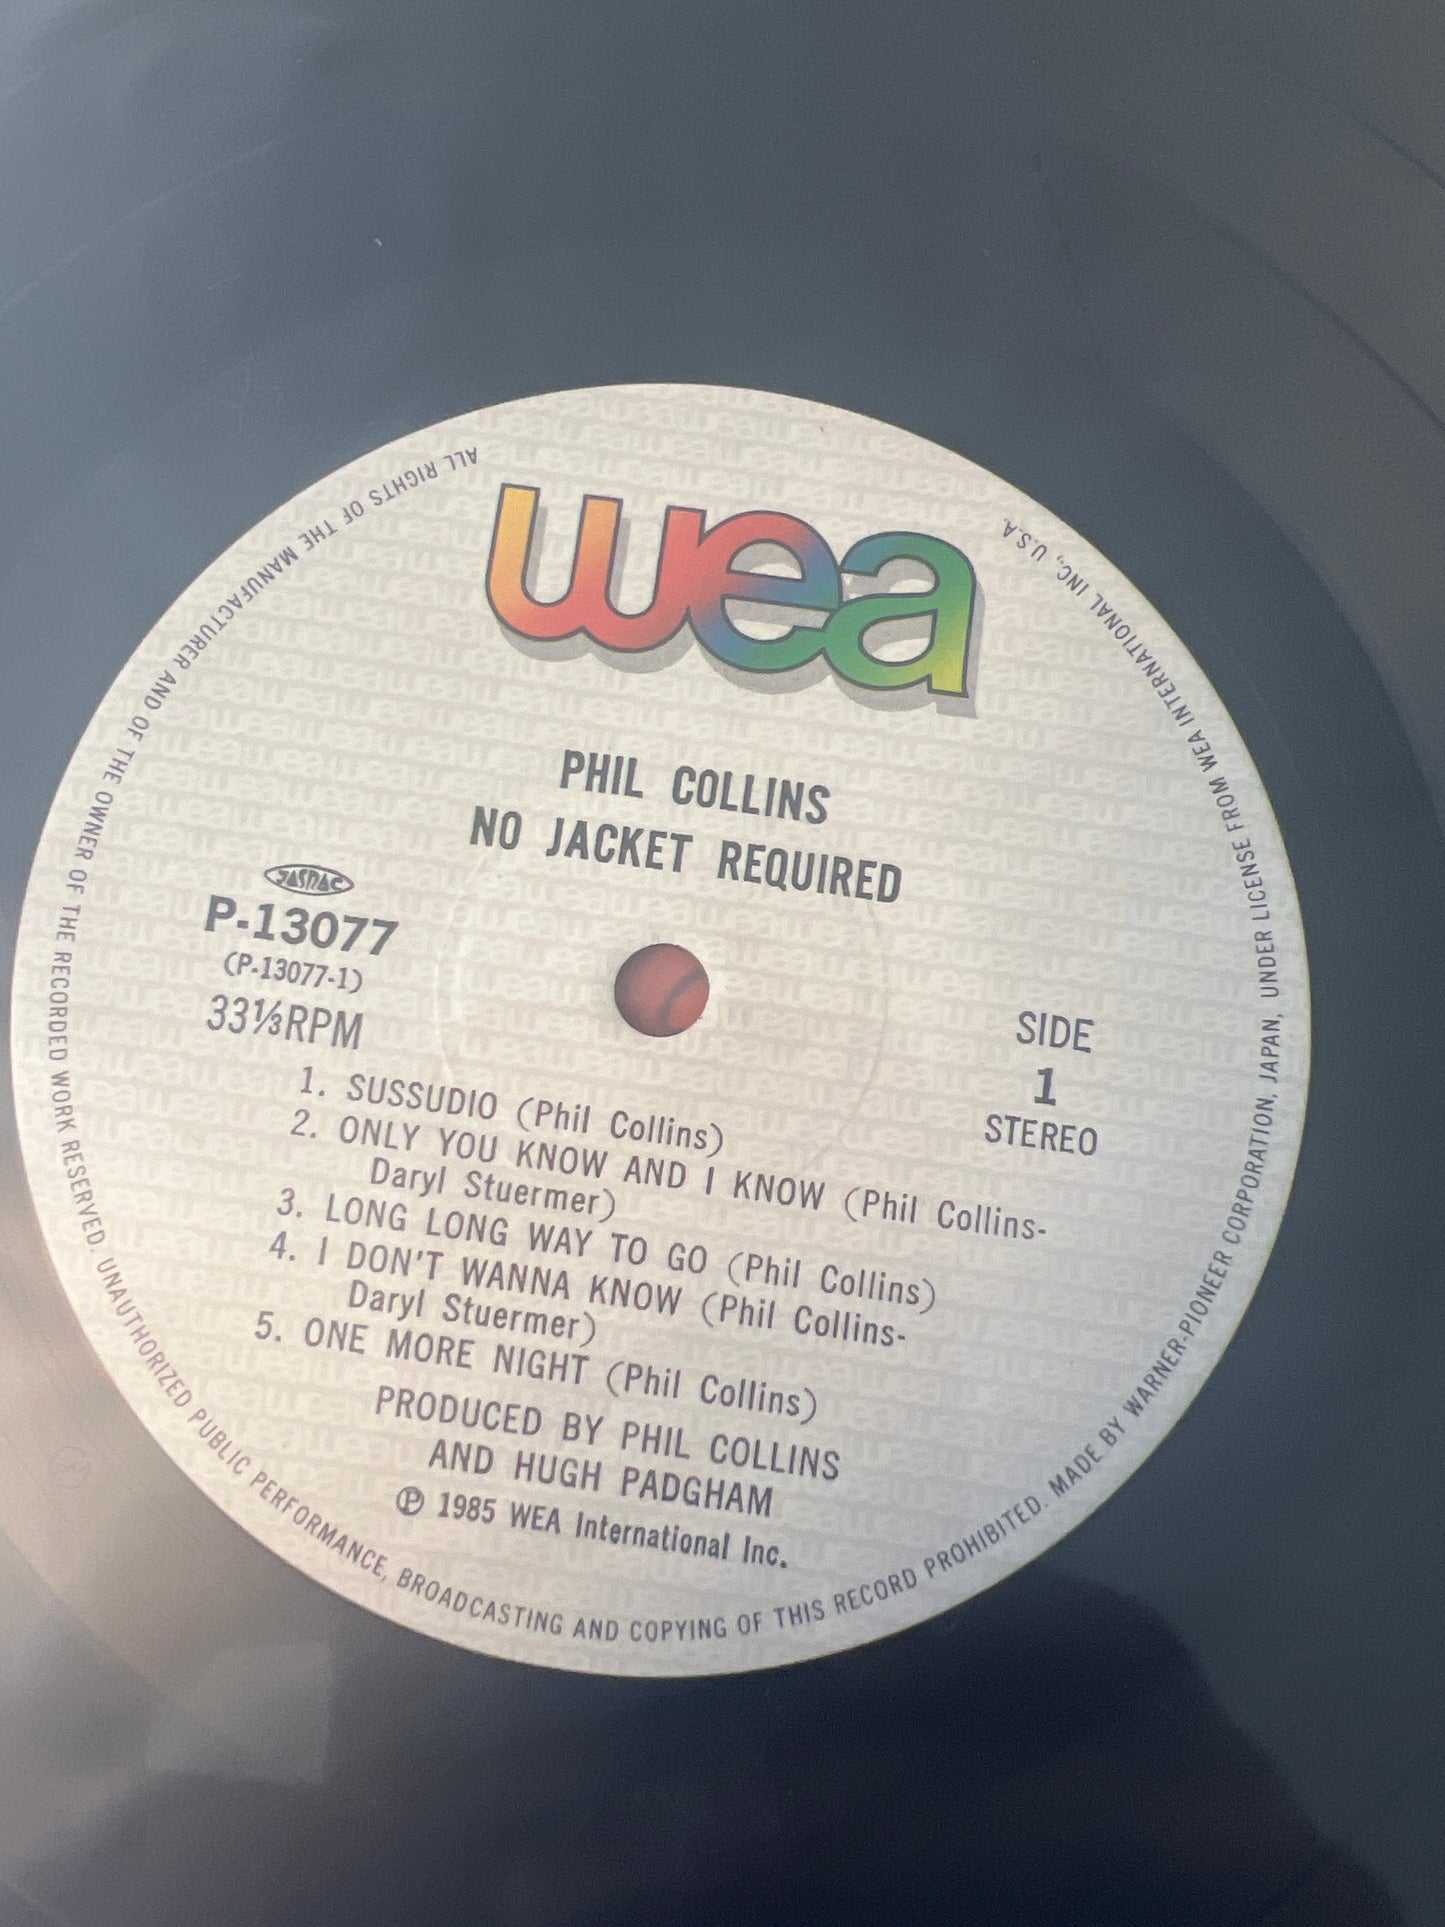 wea
PHIL COLLINS
NO JACKET REQUIRED
JASRAC
P-13077
(P-13077-1)
33⅓RPM
SIDE
1
STEREO
1. SUSSUDIO (Phil Collins)
2. ONLY YOU KNOW AND I KNOW (Phil Collins-
Daryl Stuermer)
3. LONG LONG WAY TO GO (Phil Collins)
4. I DON'T WANNA KNOW (Phil Collins-
Daryl Stuermer)
5. ONE MORE NIGHT (Phil Collins)
PRODUCED BY PHIL COLLINS
AND HUGH PADGHAM
℗ 1985 WEA International Inc.
ALL RIGHTS OF THE MANUFACTURER AND OF THE OWNER OF THE RECORDED WORK RESERVED. UNAUTHORIZED PUBLIC PERFORMANCE, BROADCASTING AND COPYING OF THIS RECORD PROHIBITED. MADE BY WARNER-PIONEER CORPORATION, JAPAN, UNDER LICENSE FROM WEA INTERNATIONAL INC., U.S.A.